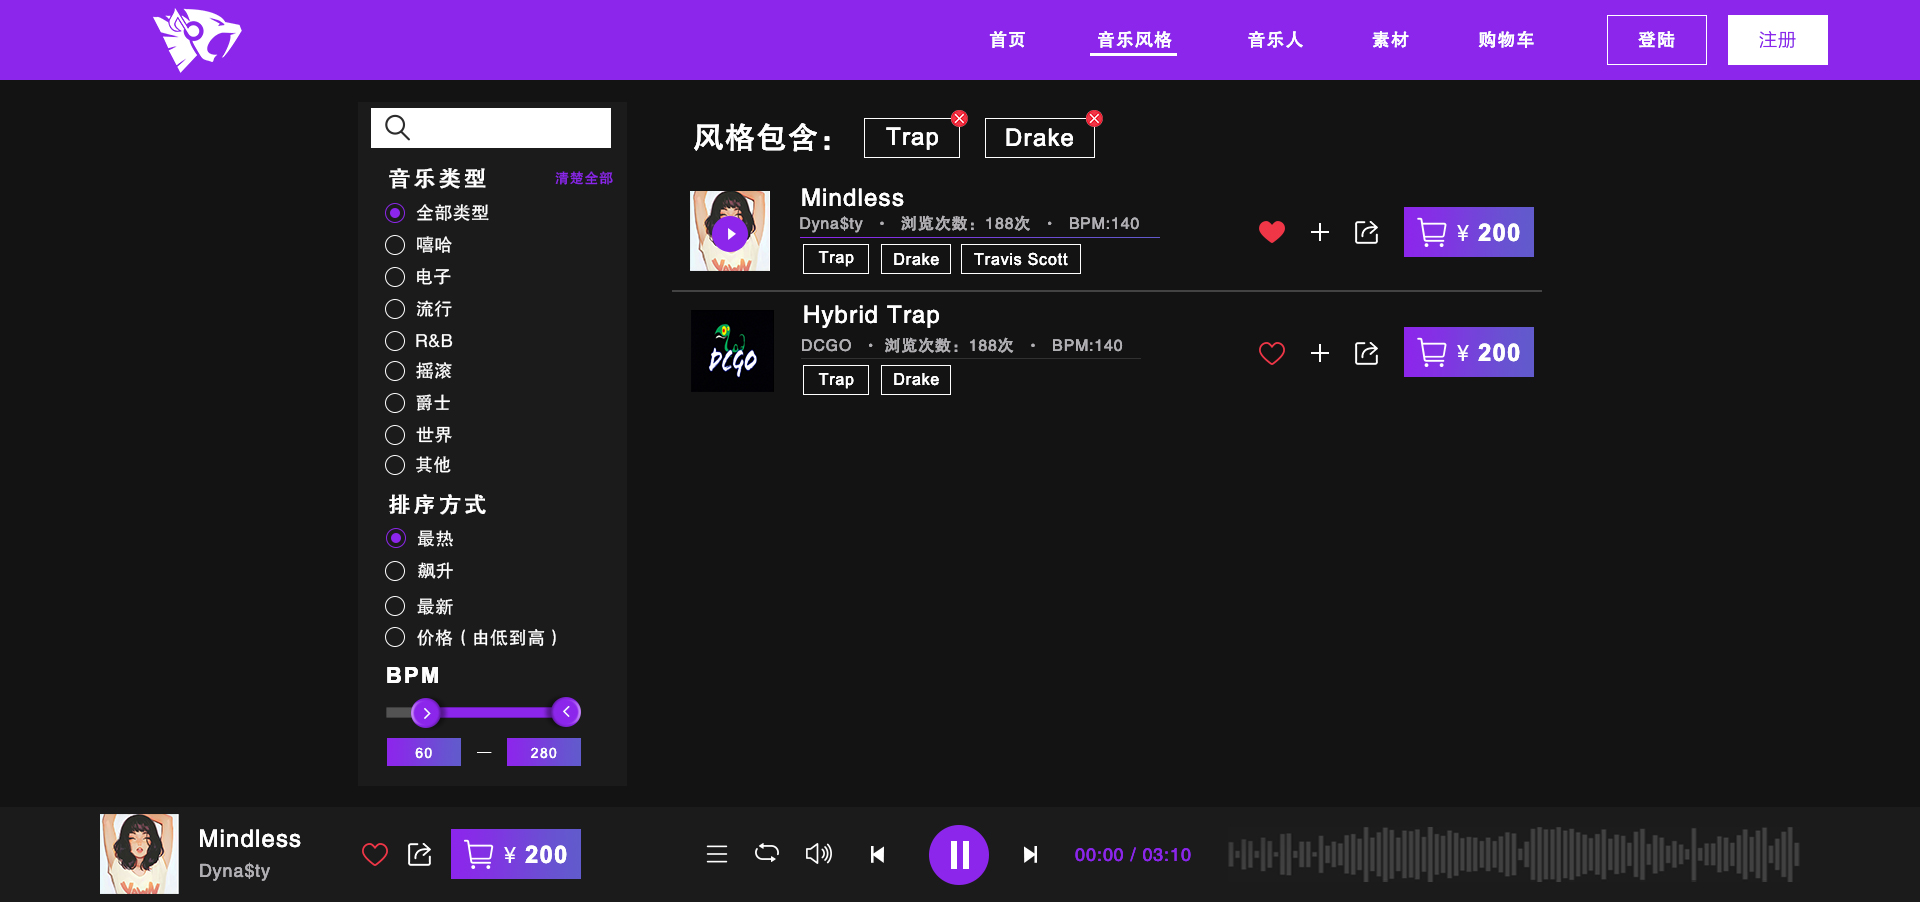 首页 音乐风格 音乐人 素材 购物车 登陆 注册
音乐类型 清楚全部
全部类型
嘻哈
电子
流行
R&B
摇滚
爵士
世界
其他
排序方式
最热
飙升
最新
价格（由低到高）
BPM
60 — 280
风格包含： Trap Drake
Mindless
Dyna$ty · 浏览次数：188次 · BPM:140
Trap Drake Travis Scott
¥ 200
Hybrid Trap
DCGO · 浏览次数：188次 · BPM:140
Trap Drake
¥ 200
DCGO
Mindless
Dyna$ty
¥ 200
00:00 / 03:10